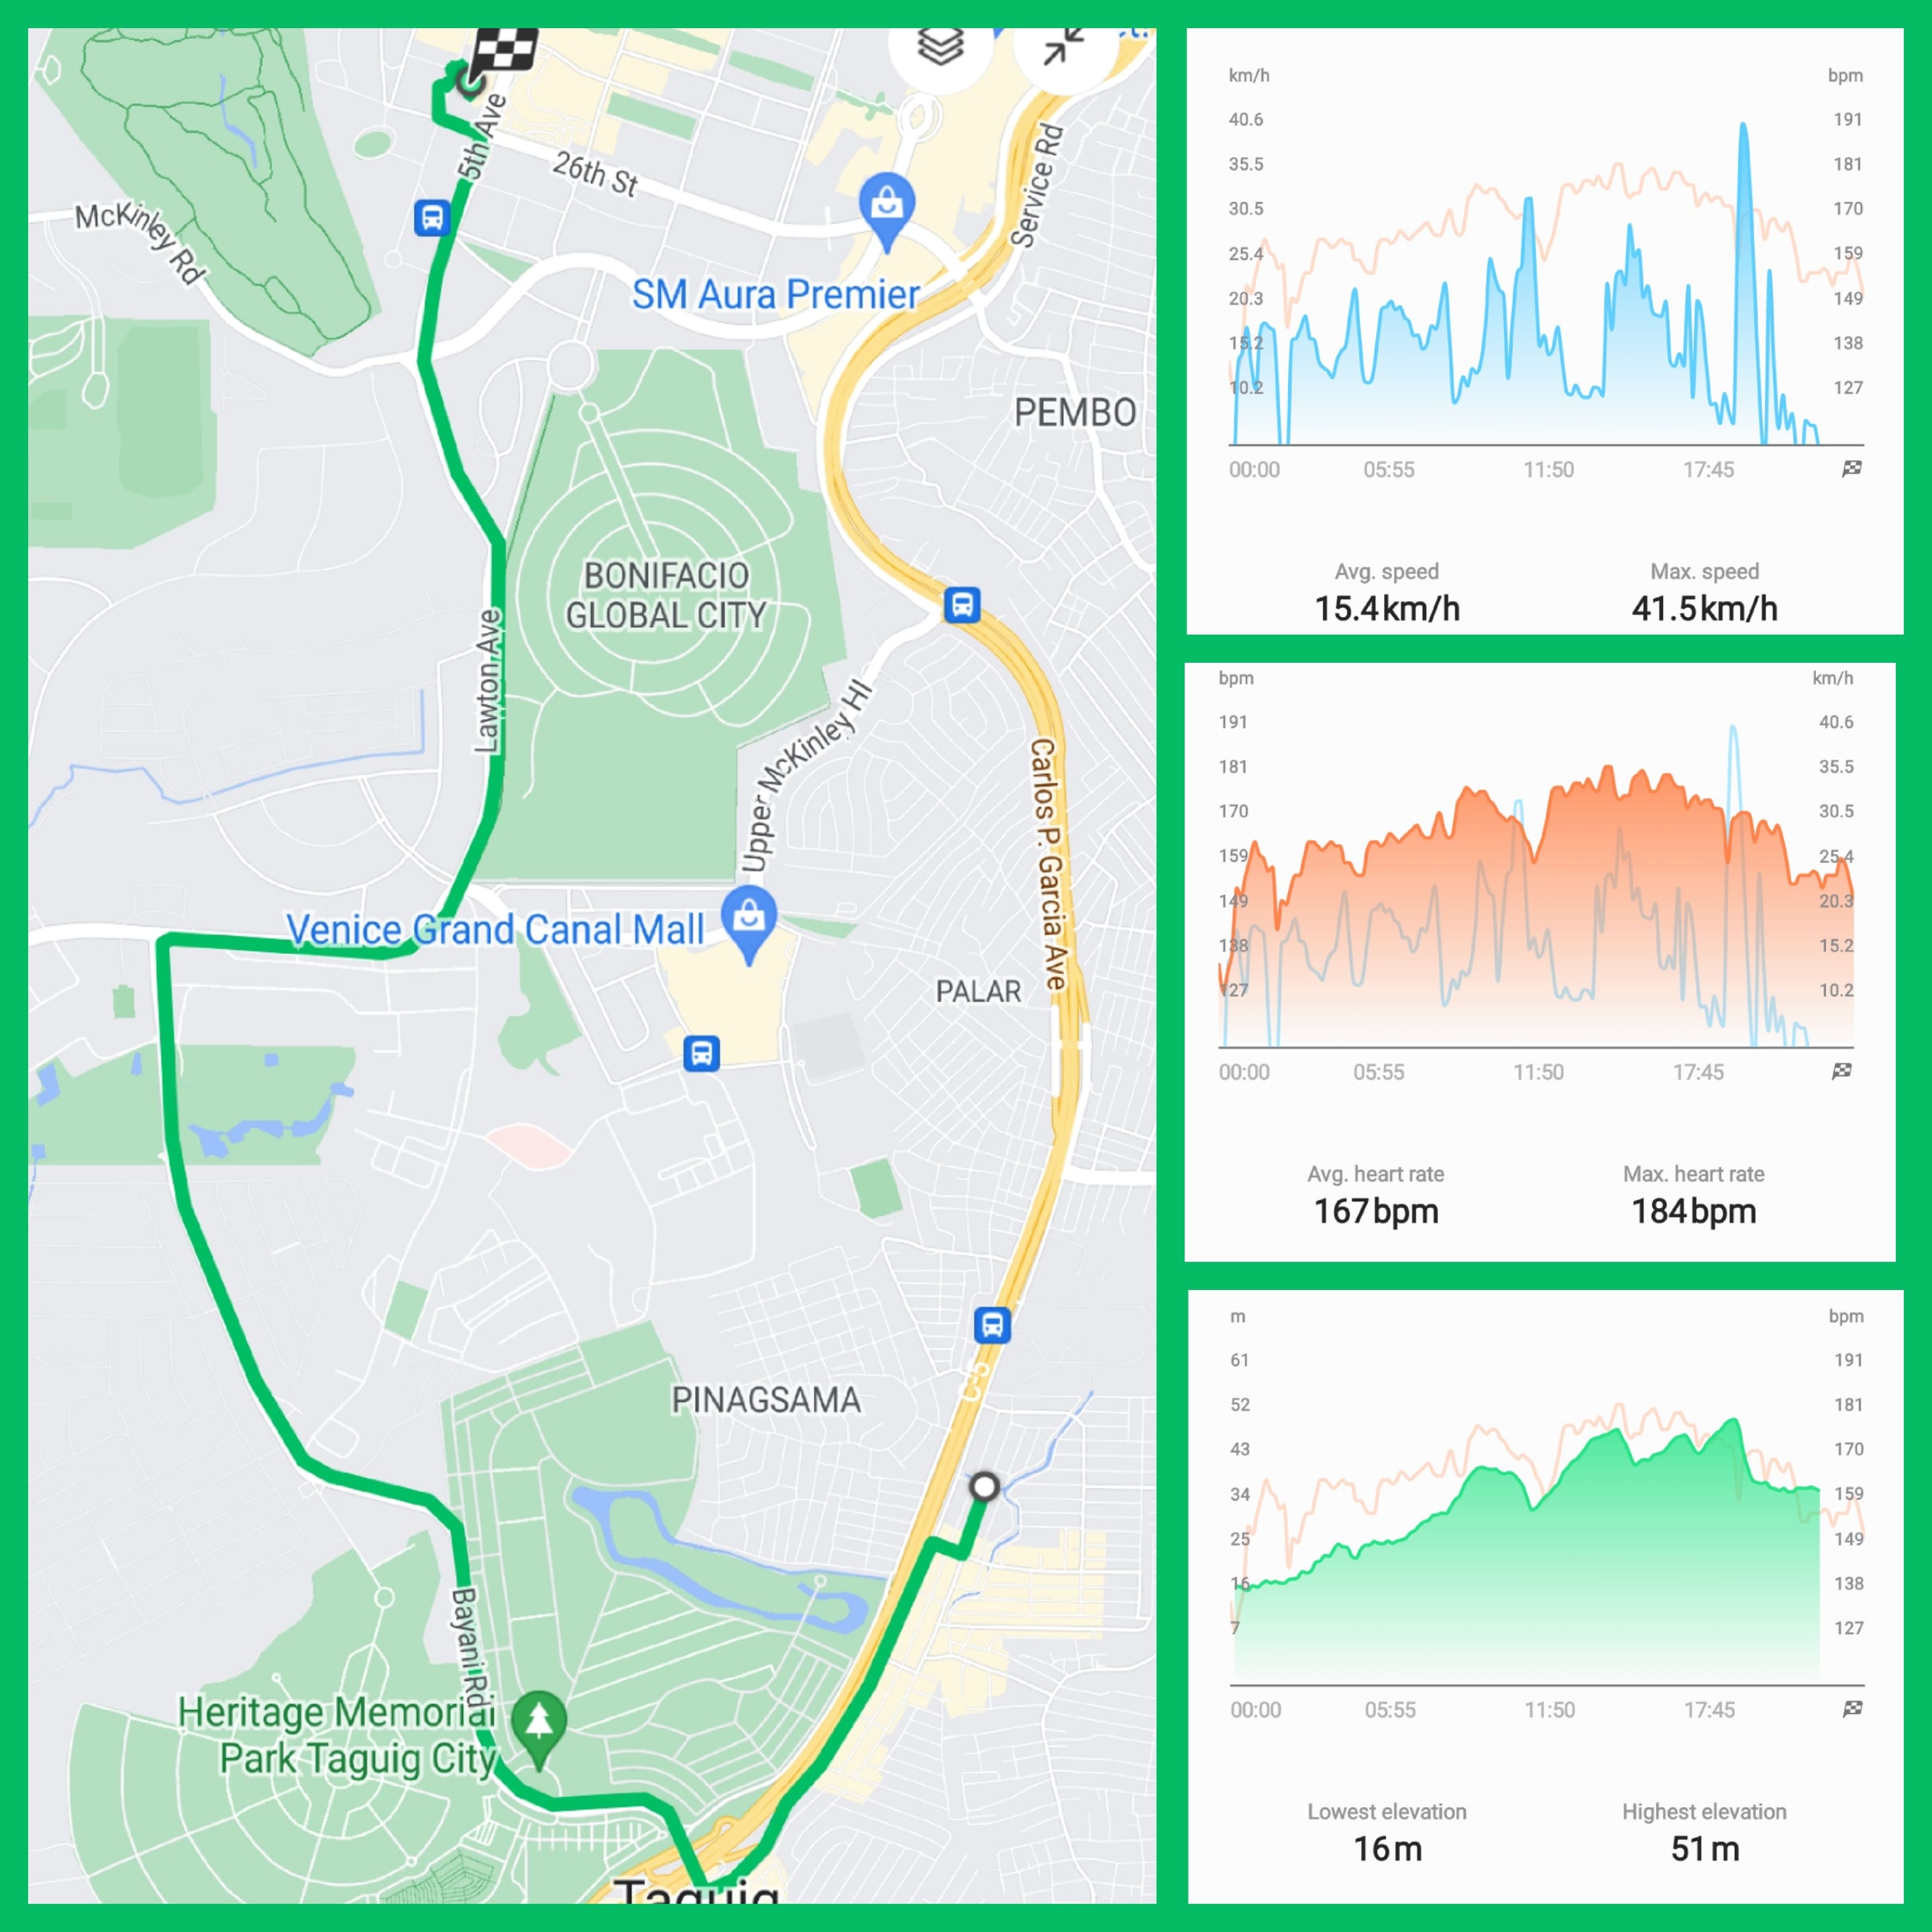 5th Ave
26th St
McKinley Rd
Service Rd
SM Aura Premier
PEMBO
BONIFACIO
GLOBAL CITY
Lawton Ave
Upper McKinley Hl
Carlos P. Garcia Ave
Venice Grand Canal Mall
PALAR
PINAGSAMA
C-5
Bayani Rd
Heritage Memorial
Park Taguig City
Taguig
km/h bpm
40.6 191
35.5 181
30.5 170
25.4 159
20.3 149
15.2 138
10.2 127
00:00 05:55 11:50 17:45
Avg. speed Max. speed
15.4 km/h 41.5 km/h
bpm km/h
191 40.6
181 35.5
170 30.5
159 25.4
149 20.3
138 15.2
127 10.2
00:00 05:55 11:50 17:45
Avg. heart rate Max. heart rate
167 bpm 184 bpm
m bpm
61 191
52 181
43 170
34 159
25 149
16 138
7 127
00:00 05:55 11:50 17:45
Lowest elevation Highest elevation
16 m 51 m